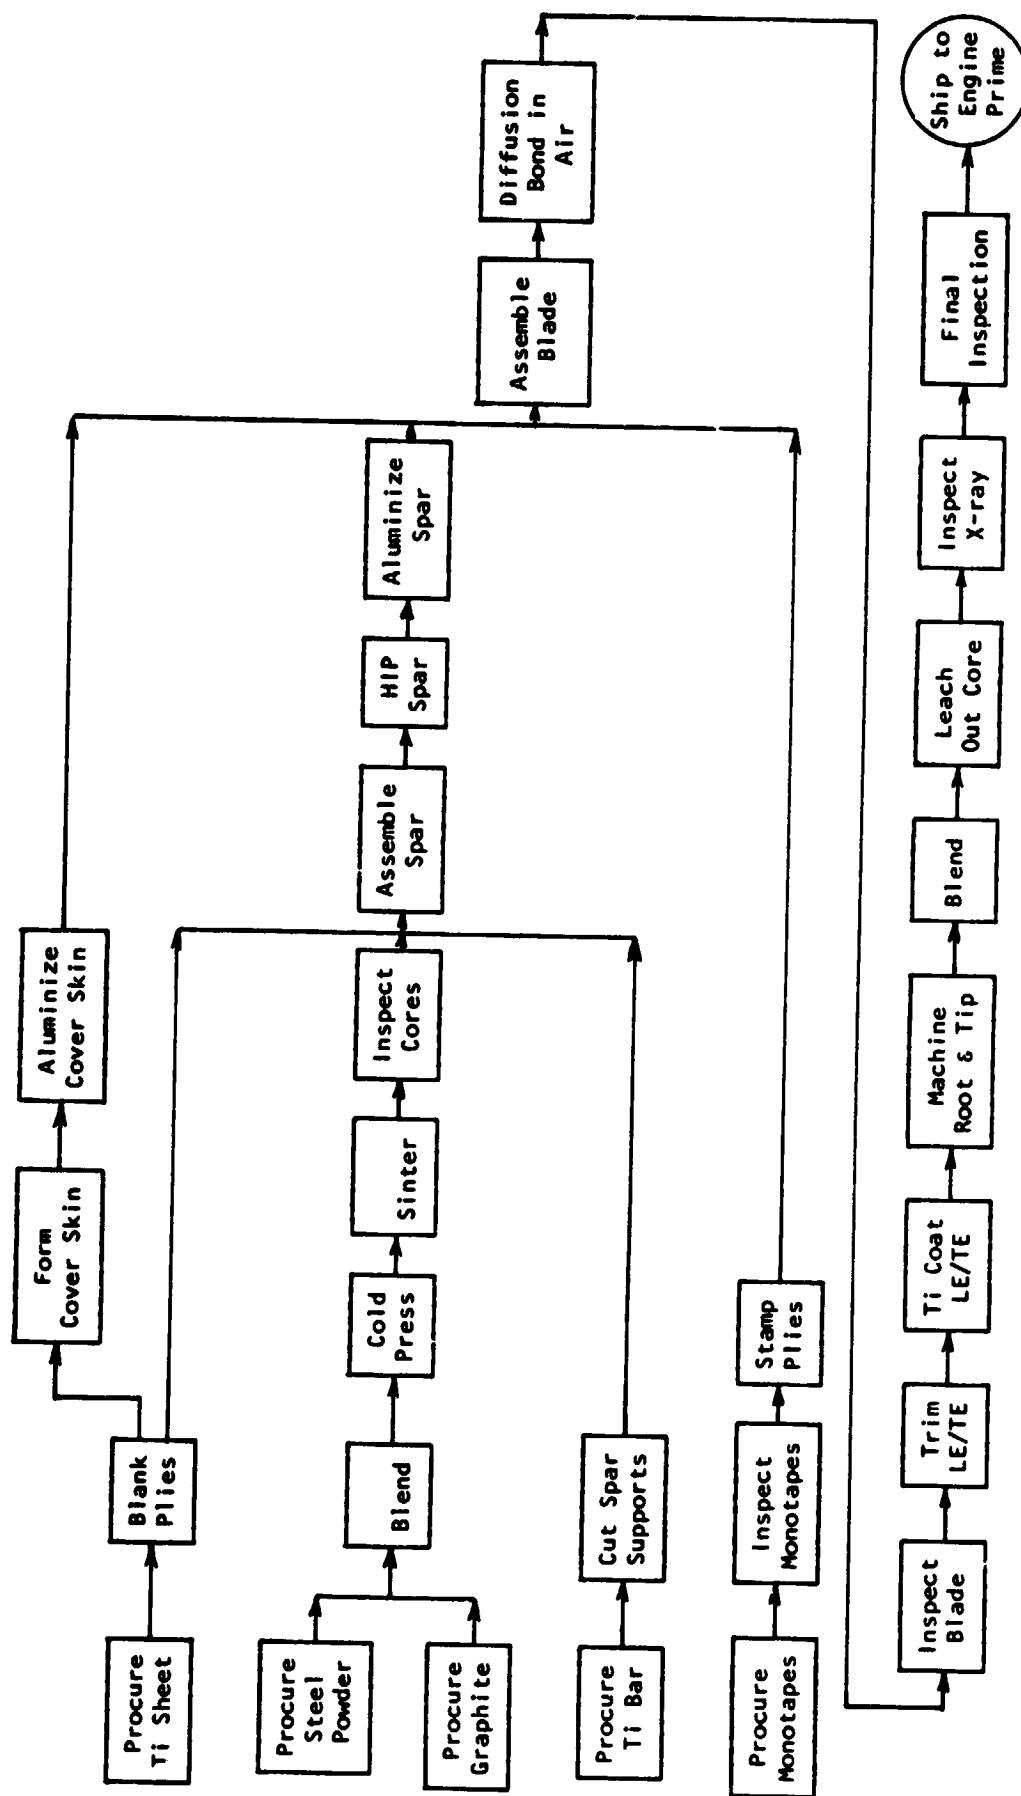 Procure
Ti Sheet
Blank
Plies
Form
Cover Skin
Aluminize
Cover Skin
Procure
Steel
Powder
Procure
Graphite
Blend
Cold
Press
Sinter
Inspect
Cores
Assemble
Spar
HIP
Spar
Aluminize
Spar
Procure
Ti Bar
Cut Spar
Supports
Procure
Monotapes
Inspect
Monotapes
Stamp
Plies
Assemble
Blade
Diffusion
Bond in
Air
Inspect
Blade
Trim
LE/TE
Ti Coat
LE/TE
Machine
Root & Tip
Blend
Leach
Out Core
Inspect
X-ray
Final
Inspection
Ship to
Engine
Prime